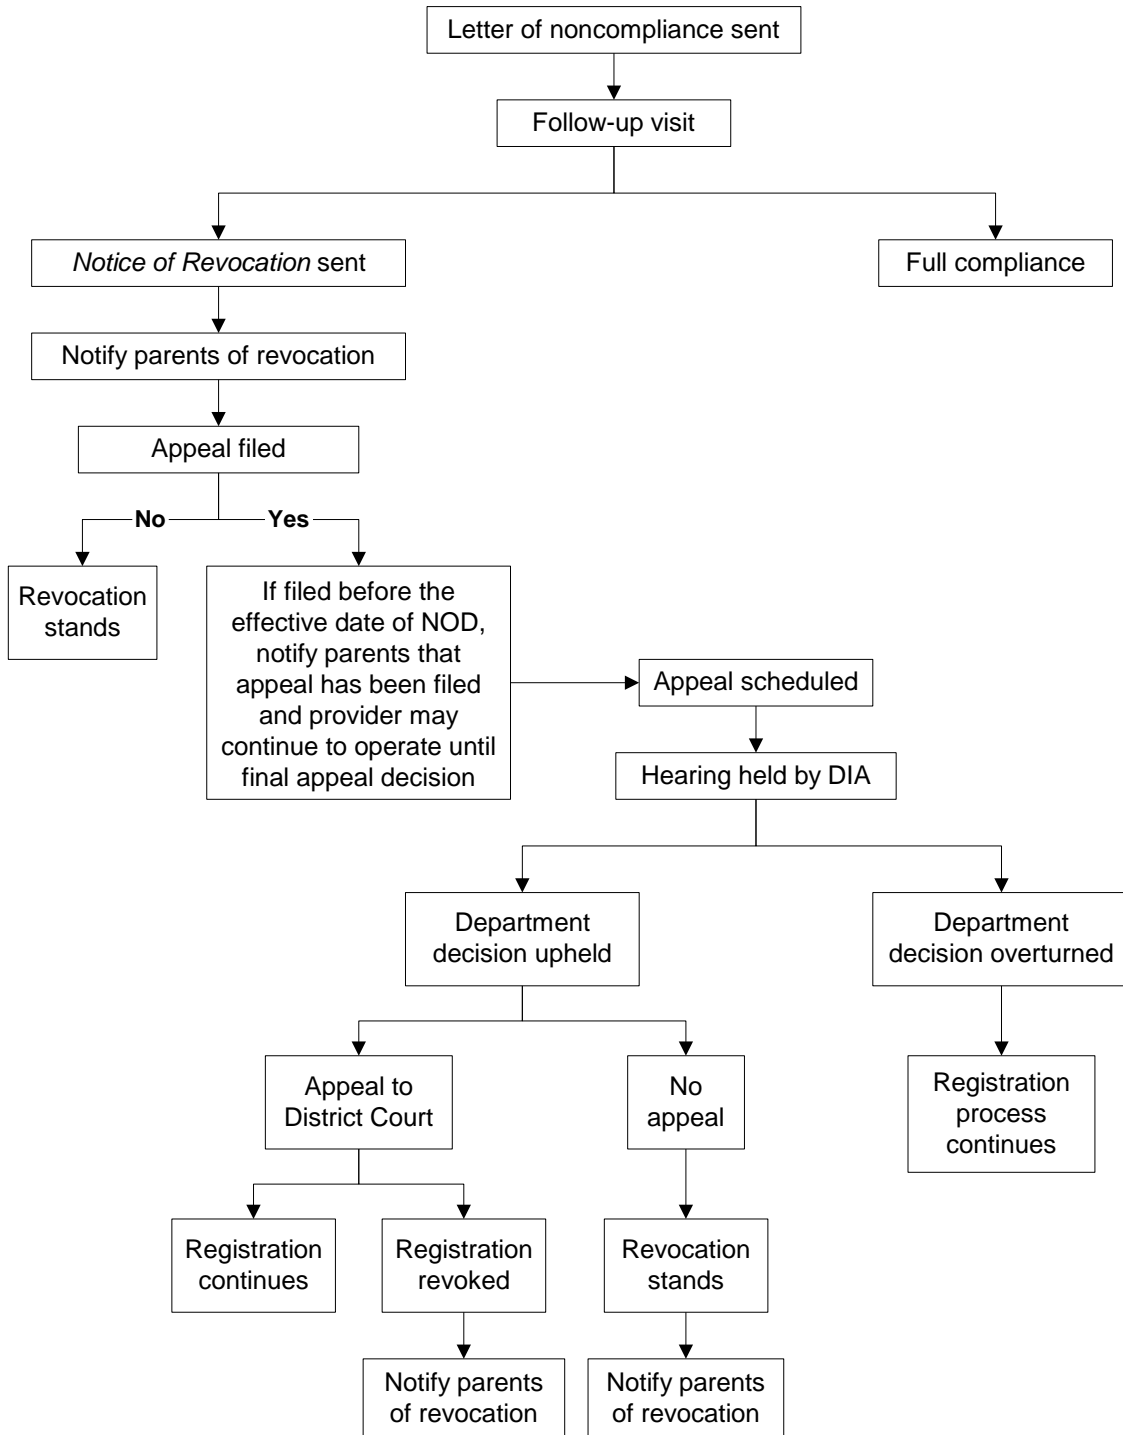 Letter of noncompliance sent
Follow-up visit
Notice of Revocation sent
Full compliance
Notify parents of revocation
Appeal filed
No
Yes
Revocation
stands
If filed before the
effective date of NOD,
notify parents that
appeal has been filed
and provider may
continue to operate until
final appeal decision
Appeal scheduled
Hearing held by DIA
Department
decision upheld
Department
decision overturned
Appeal to
District Court
No
appeal
Registration
process
continues
Registration
continues
Registration
revoked
Revocation
stands
Notify parents
of revocation
Notify parents
of revocation